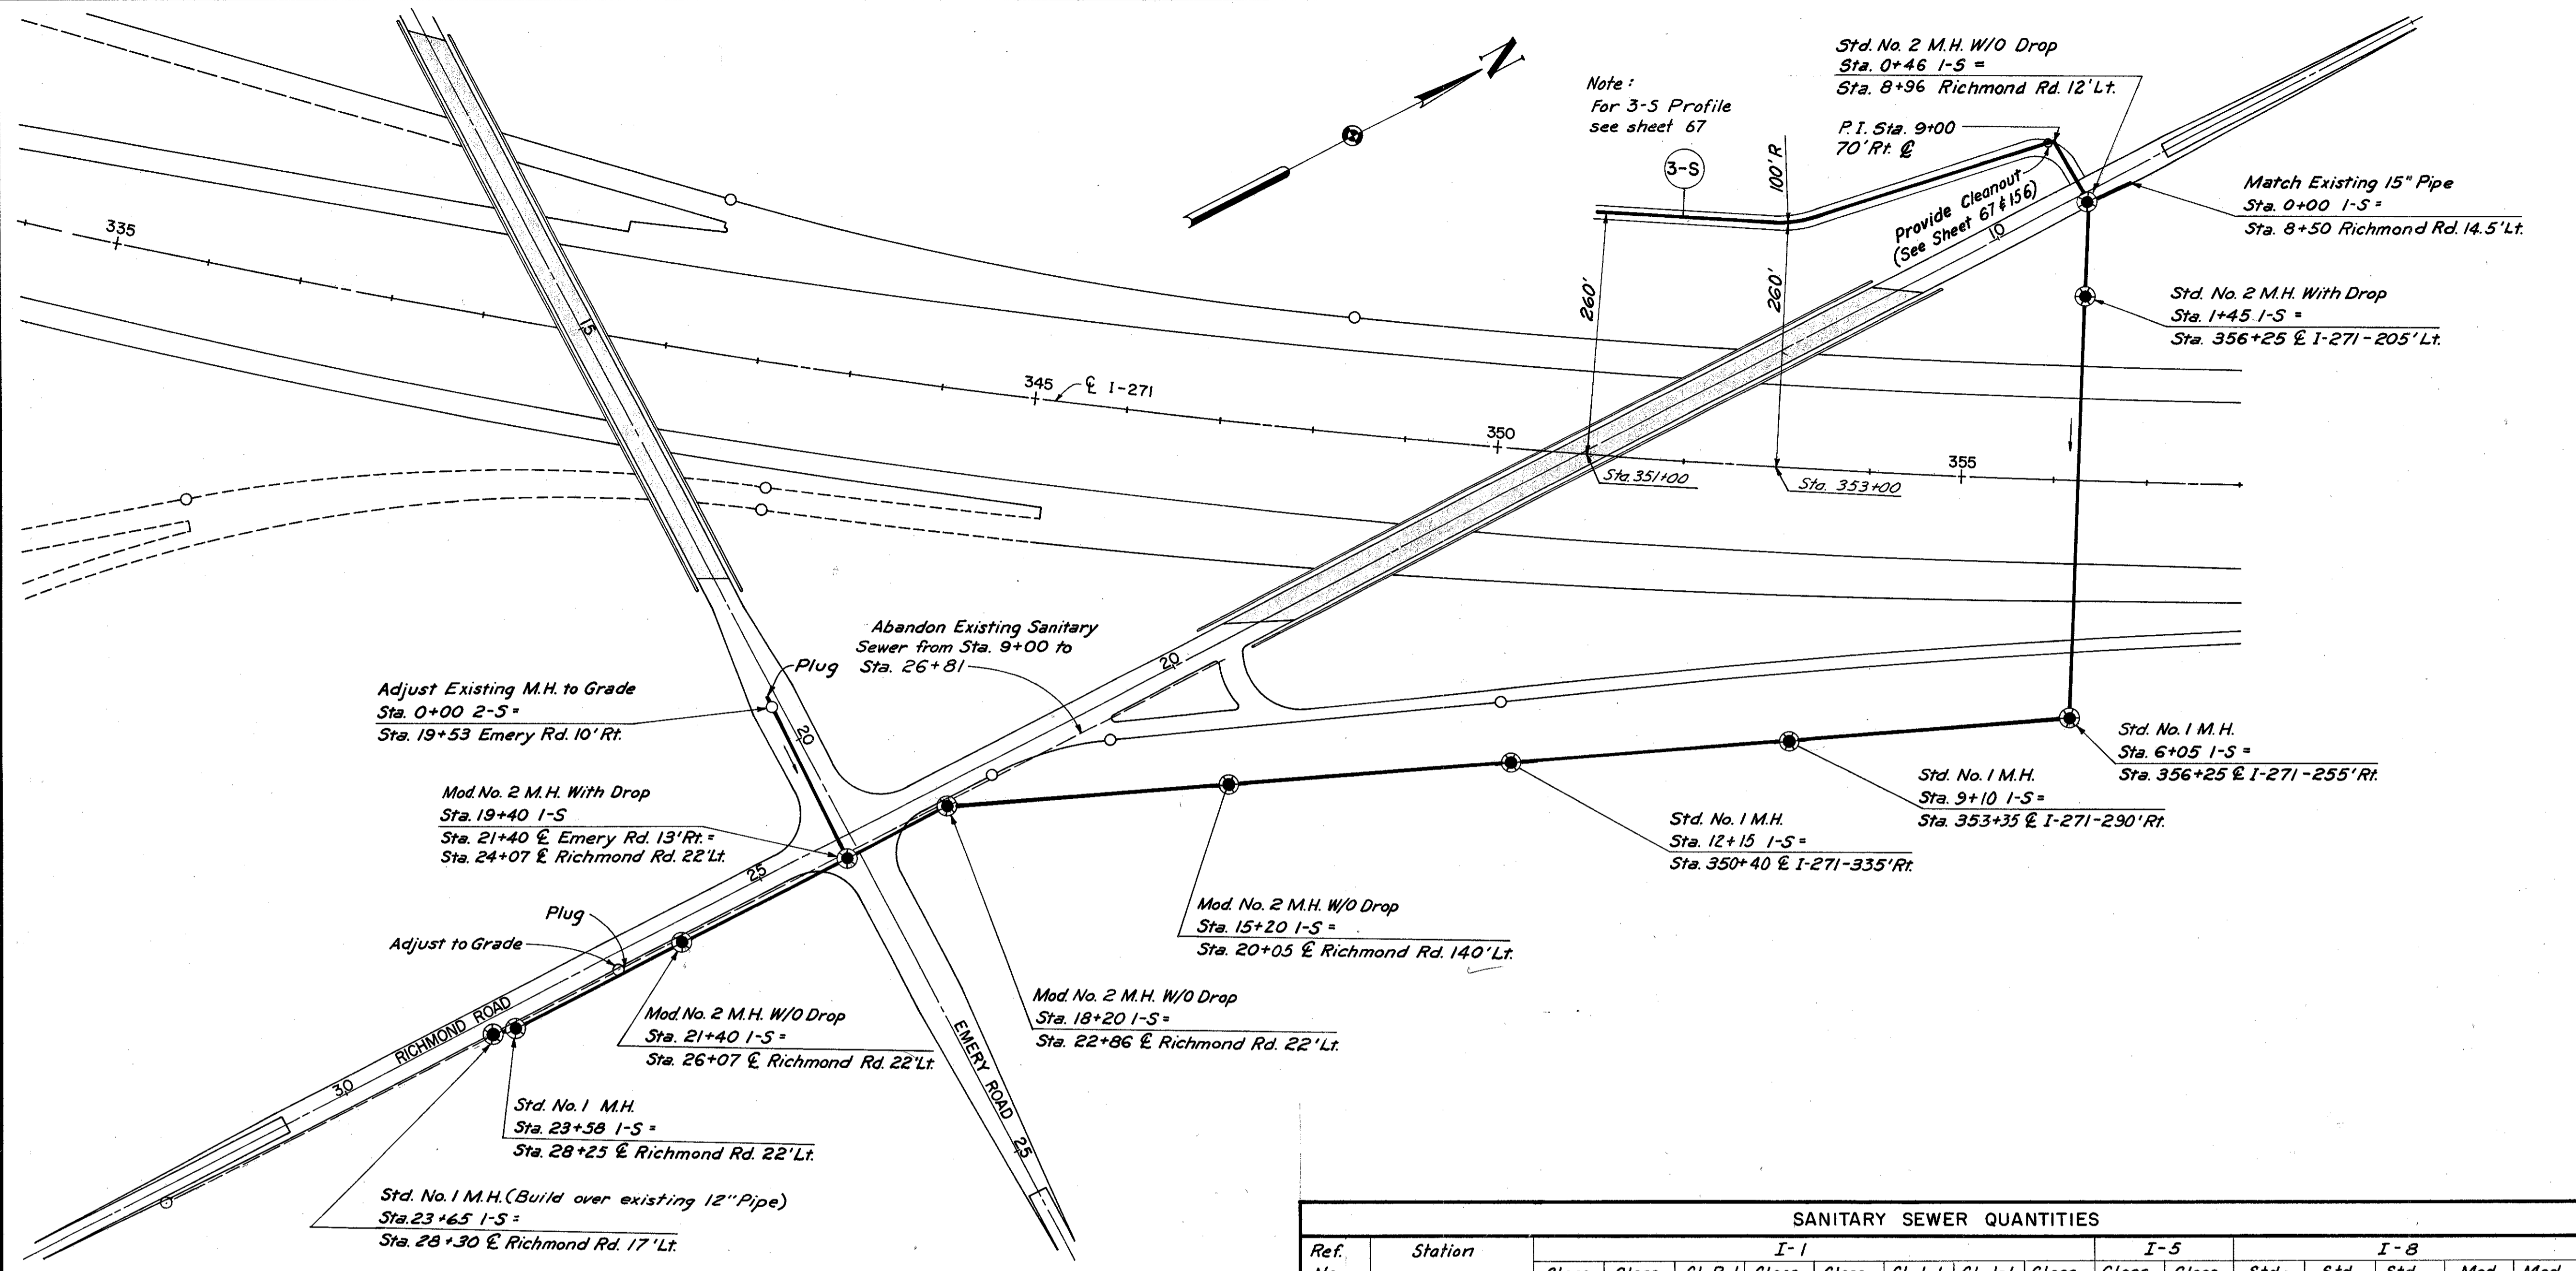 N
Note :
For 3-S Profile
see sheet 67
Std. No. 2 M.H. W/O Drop
Sta. 0+46 1-S =
Sta. 8+96 Richmond Rd. 12' Lt.
P.I. Sta. 9+00
70' Rt. ℄
3-S
100' R
Provide Cleanout
(See Sheet 67 & 156)
10
Match Existing 15" Pipe
Sta. 0+00 1-S =
Sta. 8+50 Richmond Rd. 14.5' Lt.
Std. No. 2 M.H. With Drop
Sta. 1+45 1-S =
Sta. 356+25 ℄ I-271-205' Lt.
260'
260'
335
15
345
℄ I-271
350
355
Sta. 351+00
Sta. 353+00
Abandon Existing Sanitary
Sewer from Sta. 9+00 to
Sta. 26+81
Plug
20
20
Adjust Existing M.H. to Grade
Sta. 0+00 2-S =
Sta. 19+53 Emery Rd. 10' Rt.
Mod. No. 2 M.H. With Drop
Sta. 19+40 1-S
Sta. 21+40 ℄ Emery Rd. 13' Rt. =
Sta. 24+07 ℄ Richmond Rd. 22' Lt.
25
Plug
Adjust to Grade
Std. No. 1 M.H.
Sta. 6+05 1-S =
Sta. 356+25 ℄ I-271-255' Rt.
Std. No. 1 M.H.
Sta. 9+10 1-S =
Sta. 353+35 ℄ I-271-290' Rt.
Std. No. 1 M.H.
Sta. 12+15 1-S =
Sta. 350+40 ℄ I-271-335' Rt.
Mod. No. 2 M.H. W/O Drop
Sta. 15+20 1-S =
Sta. 20+05 ℄ Richmond Rd. 140' Lt.
Mod. No. 2 M.H. W/O Drop
Sta. 18+20 1-S =
Sta. 22+86 ℄ Richmond Rd. 22' Lt.
Mod. No. 2 M.H. W/O Drop
Sta. 21+40 1-S =
Sta. 26+07 ℄ Richmond Rd. 22' Lt.
RICHMOND ROAD
30
EMERY ROAD
25
Std. No. 1 M.H.
Sta. 23+58 1-S =
Sta. 28+25 ℄ Richmond Rd. 22' Lt.
Std. No. 1 M.H. (Build over existing 12" Pipe)
Sta. 23+65 1-S =
Sta. 28+30 ℄ Richmond Rd. 17' Lt.
SANITARY SEWER QUANTITIES
Ref. Station I-1 I-5 I-8